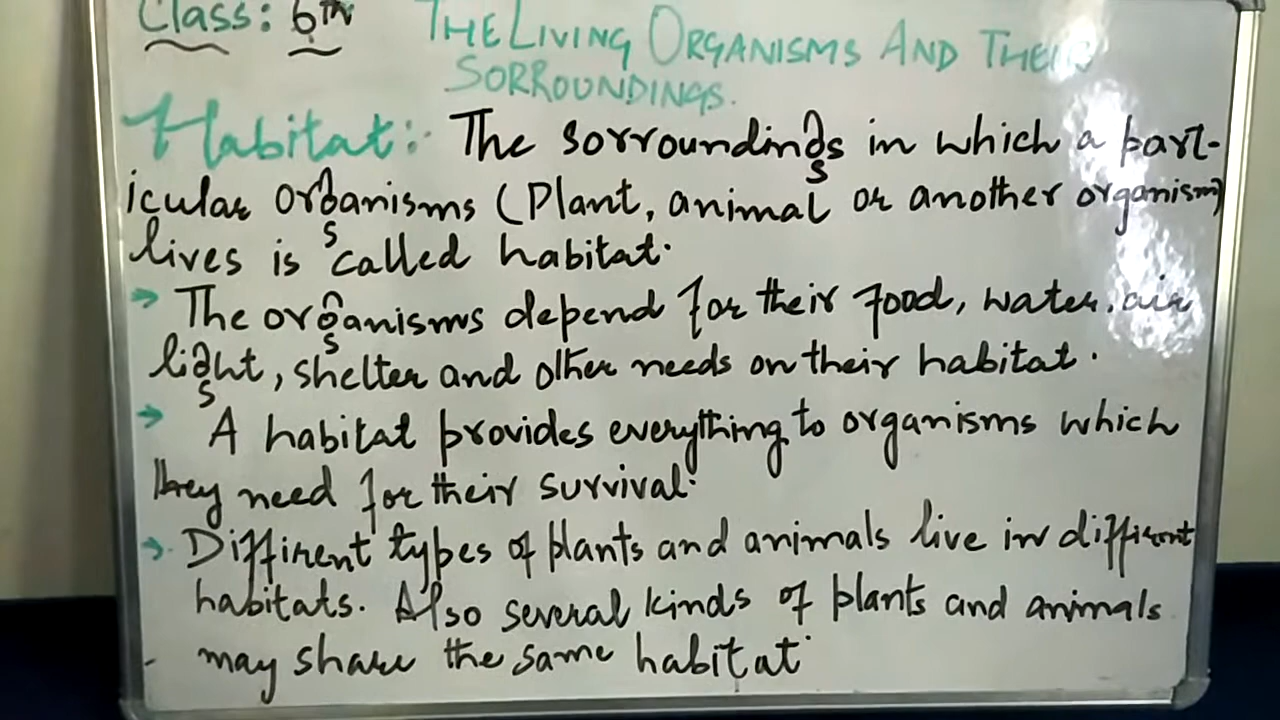 Class: 6th
THE LIVING ORGANISMS AND THEIR
SORROUNDINGS.
Habitat:- The sorroundings in which a part-
icular organisms (Plant, animal or another organism)
lives is called habitat.
→ The organisms depend for their food, water, air
light, shelter and other needs on their habitat.
→ A habitat provides everything to organisms which
they need for their survival.
→ Diffirent types of plants and animals live in diffirent
habitats. Also several kinds of plants and animals
may share the same habitat